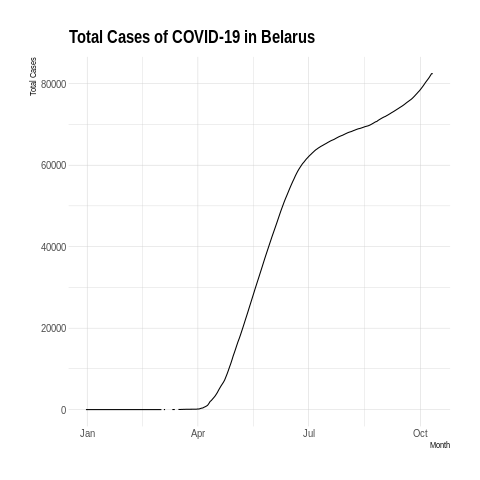 Total Cases of COVID-19 in Belarus
Total Cases
80000
60000
40000
20000
0
Jan Apr Jul Oct
Month